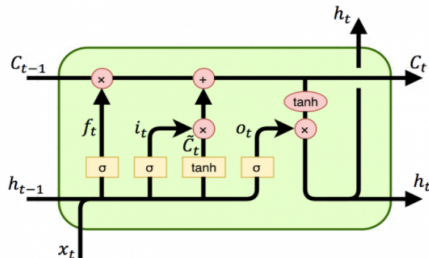 h_t
C_{t-1} × + C_t
tanh
f_t i_t × o_t ×
C̃_t
σ σ tanh σ
h_{t-1} h_t
x_t